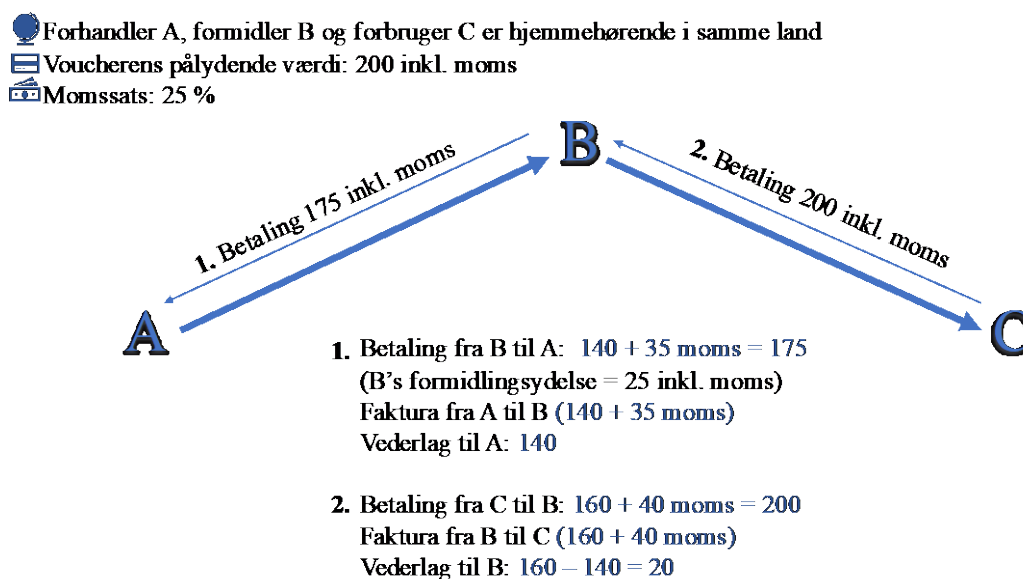 Forhandler A, formidler B og forbruger C er hjemmehørende i samme land
Voucherens pålydende værdi: 200 inkl. moms
Momssats: 25 %
B
1. Betaling 175 inkl. moms
2. Betaling 200 inkl. moms
A
C
1. Betaling fra B til A: 140 + 35 moms = 175
(B’s formidlingsydelse = 25 inkl. moms)
Faktura fra A til B (140 + 35 moms)
Vederlag til A: 140
2. Betaling fra C til B: 160 + 40 moms = 200
Faktura fra B til C (160 + 40 moms)
Vederlag til B: 160 – 140 = 20